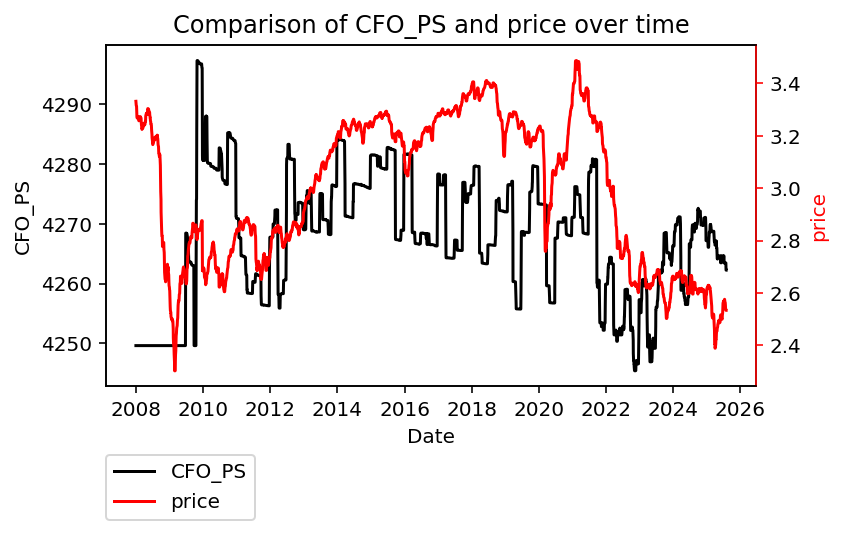 Comparison of CFO_PS and price over time
CFO_PS
4290
4280
4270
4260
4250
3.4
3.2
3.0
2.8
2.6
2.4
price
2008 2010 2012 2014 2016 2018 2020 2022 2024 2026
Date
CFO_PS
price